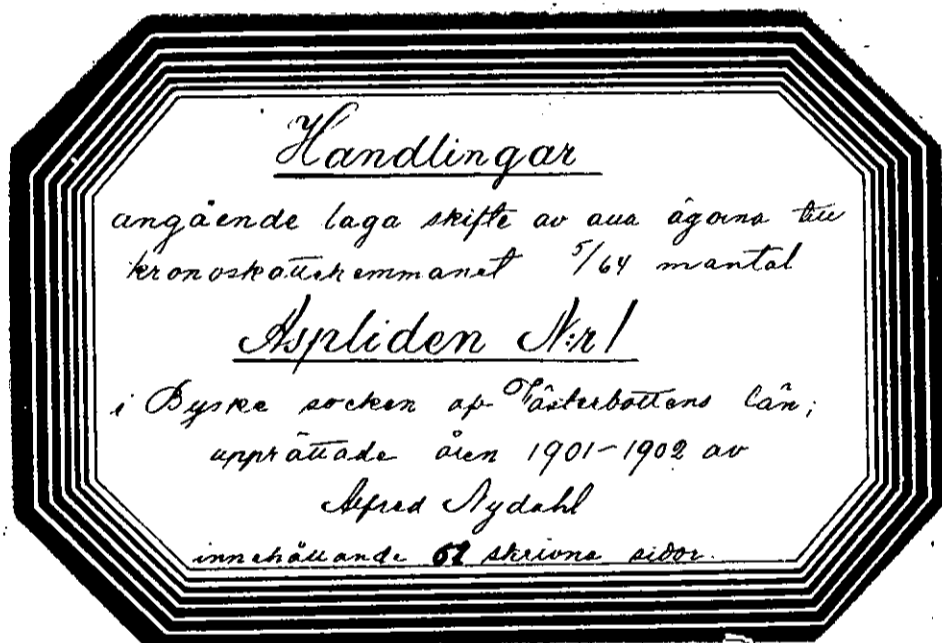 Handlingar
angående laga skifte av alla ägorna till
kronoskattehemmanet 5/64 mantal
Aspliden N:r 1
i Byske socken af Västerbottens län;
upprättade åren 1901-1902 av
Alfred Nydahl
innehållande skrivna sidor.